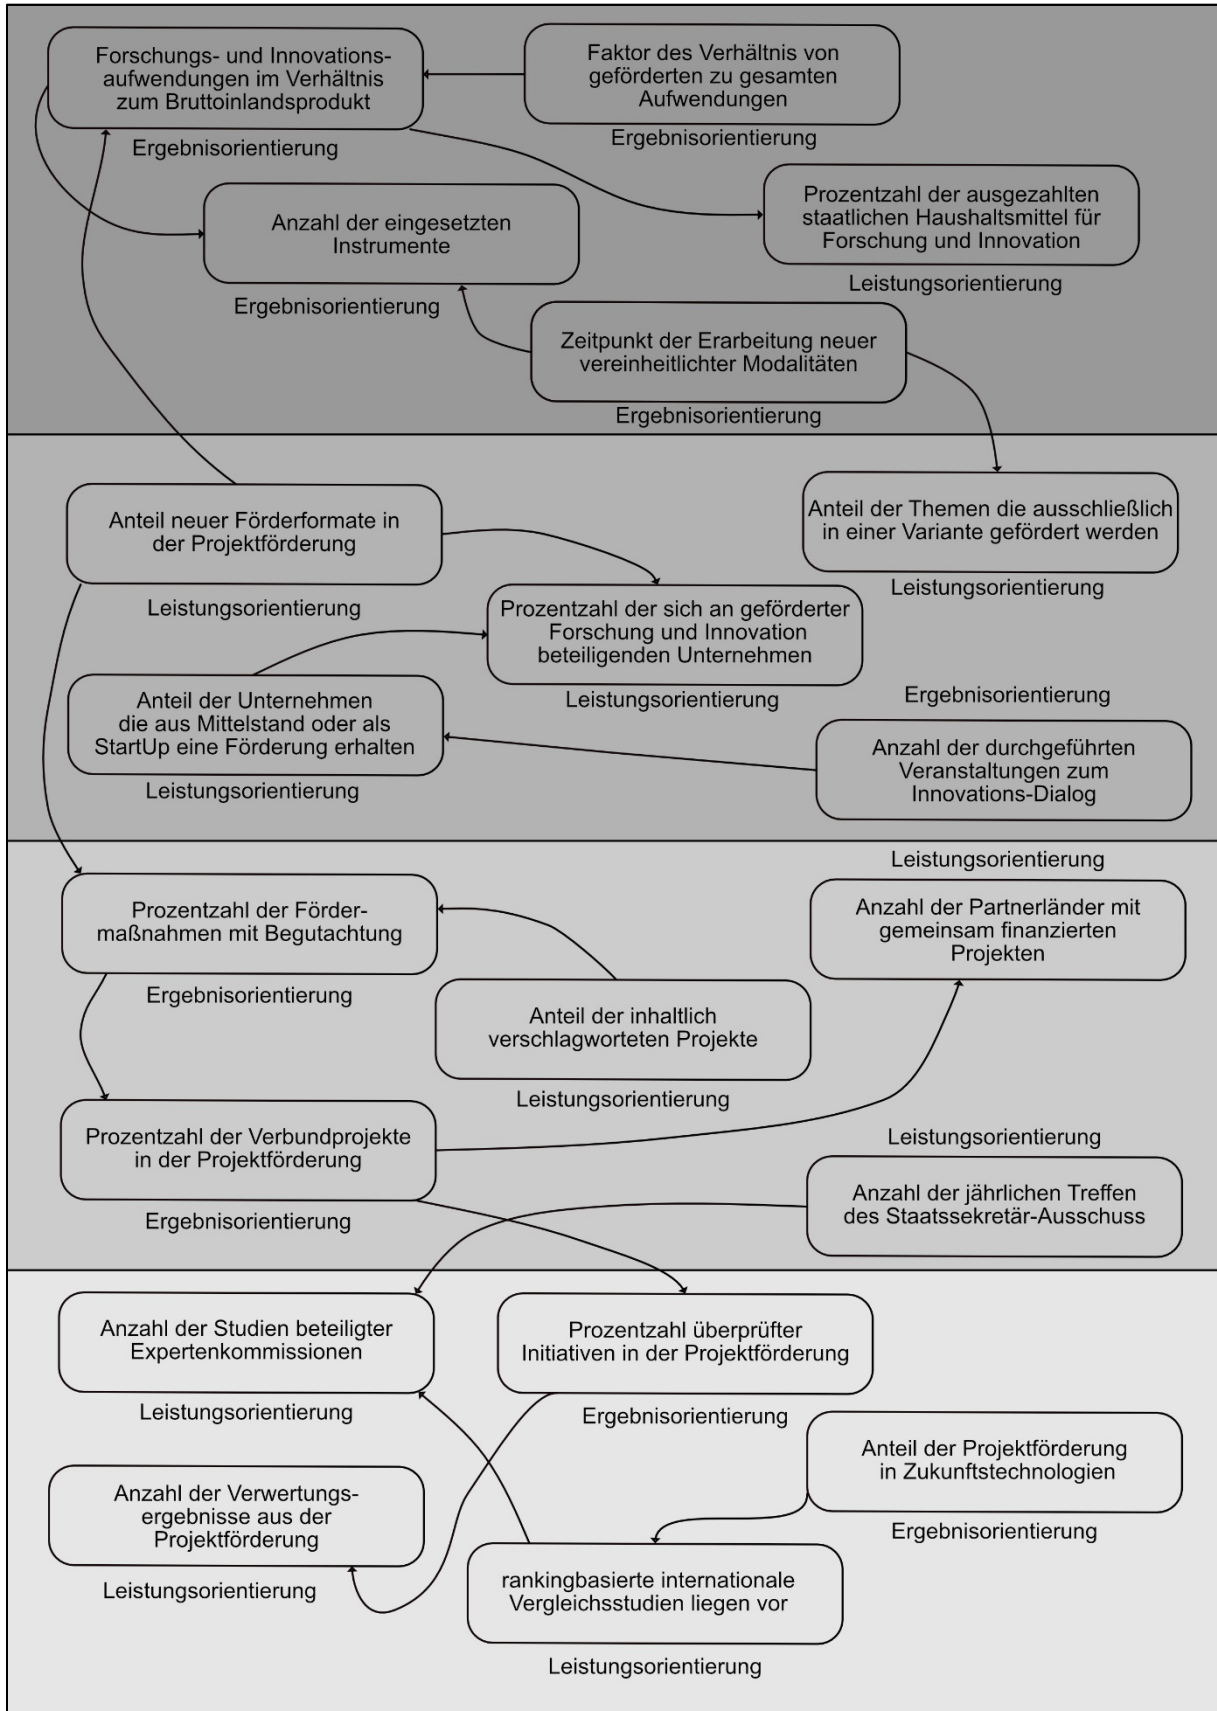 Forschungs- und Innovations-
aufwendungen im Verhältnis
zum Bruttoinlandsprodukt
Ergebnisorientierung
Faktor des Verhältnis von
geförderten zu gesamten
Aufwendungen
Ergebnisorientierung
Anzahl der eingesetzten
Instrumente
Ergebnisorientierung
Prozentzahl der ausgezahlten
staatlichen Haushaltsmittel für
Forschung und Innovation
Leistungsorientierung
Zeitpunkt der Erarbeitung neuer
vereinheitlichter Modalitäten
Ergebnisorientierung
Anteil neuer Förderformate in
der Projektförderung
Leistungsorientierung
Anteil der Themen die ausschließlich
in einer Variante gefördert werden
Leistungsorientierung
Prozentzahl der sich an geförderter
Forschung und Innovation
beteiligenden Unternehmen
Leistungsorientierung
Anteil der Unternehmen
die aus Mittelstand oder als
StartUp eine Förderung erhalten
Leistungsorientierung
Ergebnisorientierung
Anzahl der durchgeführten
Veranstaltungen zum
Innovations-Dialog
Leistungsorientierung
Anzahl der Partnerländer mit
gemeinsam finanzierten
Projekten
Prozentzahl der Förder-
maßnahmen mit Begutachtung
Ergebnisorientierung
Anteil der inhaltlich
verschlagworteten Projekte
Leistungsorientierung
Prozentzahl der Verbundprojekte
in der Projektförderung
Ergebnisorientierung
Leistungsorientierung
Anzahl der jährlichen Treffen
des Staatssekretär-Ausschuss
Anzahl der Studien beteiligter
Expertenkommissionen
Leistungsorientierung
Prozentzahl überprüfter
Initiativen in der Projektförderung
Ergebnisorientierung
Anteil der Projektförderung
in Zukunftstechnologien
Ergebnisorientierung
Anzahl der Verwertungs-
ergebnisse aus der
Projektförderung
Leistungsorientierung
rankingbasierte internationale
Vergleichsstudien liegen vor
Leistungsorientierung